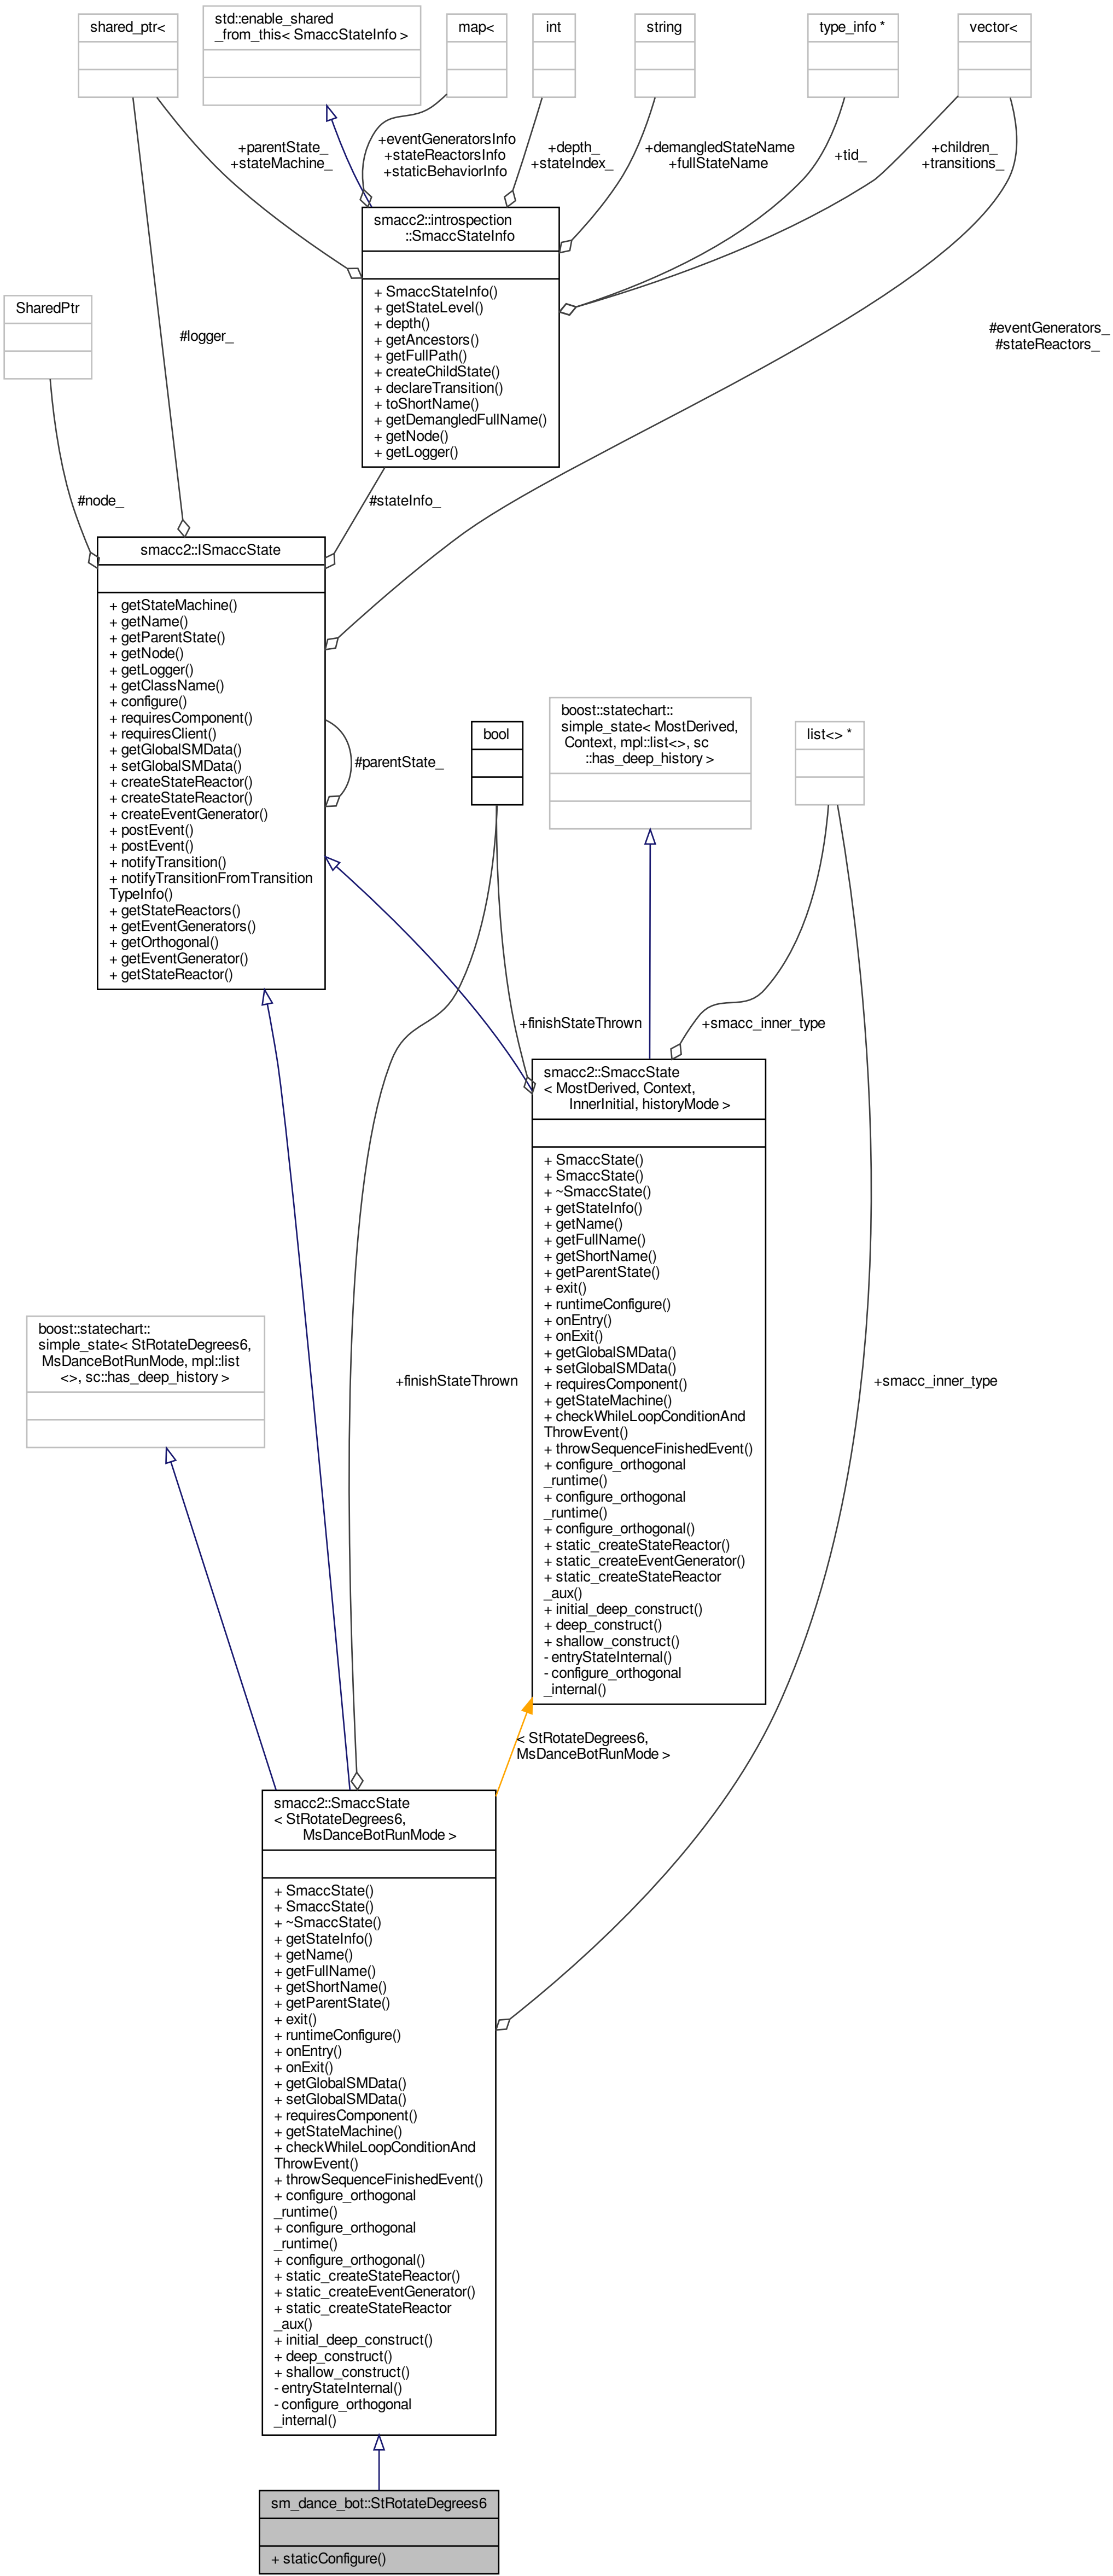 shared_ptr<
std::enable_shared
_from_this< SmaccStateInfo >
map<
int
string
type_info *
vector<
+parentState_
+stateMachine_
+eventGeneratorsInfo
+stateReactorsInfo
+staticBehaviorInfo
+depth_
+stateIndex_
+demangledStateName
+fullStateName
+tid_
+children_
+transitions_
smacc2::introspection
::SmaccStateInfo
+ SmaccStateInfo()
+ getStateLevel()
+ depth()
+ getAncestors()
+ getFullPath()
+ createChildState()
+ declareTransition()
+ toShortName()
+ getDemangledFullName()
+ getNode()
+ getLogger()
SharedPtr
#logger_
#eventGenerators_
#stateReactors_
#node_
#stateInfo_
smacc2::ISmaccState
+ getStateMachine()
+ getName()
+ getParentState()
+ getNode()
+ getLogger()
+ getClassName()
+ configure()
+ requiresComponent()
+ requiresClient()
+ getGlobalSMData()
+ setGlobalSMData()
+ createStateReactor()
+ createStateReactor()
+ createEventGenerator()
+ postEvent()
+ postEvent()
+ notifyTransition()
+ notifyTransitionFromTransition
TypeInfo()
+ getStateReactors()
+ getEventGenerators()
+ getOrthogonal()
+ getEventGenerator()
+ getStateReactor()
#parentState_
bool
boost::statechart::
simple_state< MostDerived,
Context, mpl::list<>, sc
::has_deep_history >
list<> *
+finishStateThrown
+smacc_inner_type
smacc2::SmaccState
< MostDerived, Context,
InnerInitial, historyMode >
+ SmaccState()
+ SmaccState()
+ ~SmaccState()
+ getStateInfo()
+ getName()
+ getFullName()
+ getShortName()
+ getParentState()
+ exit()
+ runtimeConfigure()
+ onEntry()
+ onExit()
+ getGlobalSMData()
+ setGlobalSMData()
+ requiresComponent()
+ getStateMachine()
+ checkWhileLoopConditionAnd
ThrowEvent()
+ throwSequenceFinishedEvent()
+ configure_orthogonal
_runtime()
+ configure_orthogonal
_runtime()
+ configure_orthogonal()
+ static_createStateReactor()
+ static_createEventGenerator()
+ static_createStateReactor
_aux()
+ initial_deep_construct()
+ deep_construct()
+ shallow_construct()
- entryStateInternal()
- configure_orthogonal
_internal()
boost::statechart::
simple_state< StRotateDegrees6,
MsDanceBotRunMode, mpl::list
<>, sc::has_deep_history >
+finishStateThrown
+smacc_inner_type
< StRotateDegrees6,
MsDanceBotRunMode >
smacc2::SmaccState
< StRotateDegrees6,
MsDanceBotRunMode >
+ SmaccState()
+ SmaccState()
+ ~SmaccState()
+ getStateInfo()
+ getName()
+ getFullName()
+ getShortName()
+ getParentState()
+ exit()
+ runtimeConfigure()
+ onEntry()
+ onExit()
+ getGlobalSMData()
+ setGlobalSMData()
+ requiresComponent()
+ getStateMachine()
+ checkWhileLoopConditionAnd
ThrowEvent()
+ throwSequenceFinishedEvent()
+ configure_orthogonal
_runtime()
+ configure_orthogonal
_runtime()
+ configure_orthogonal()
+ static_createStateReactor()
+ static_createEventGenerator()
+ static_createStateReactor
_aux()
+ initial_deep_construct()
+ deep_construct()
+ shallow_construct()
- entryStateInternal()
- configure_orthogonal
_internal()
sm_dance_bot::StRotateDegrees6
+ staticConfigure()